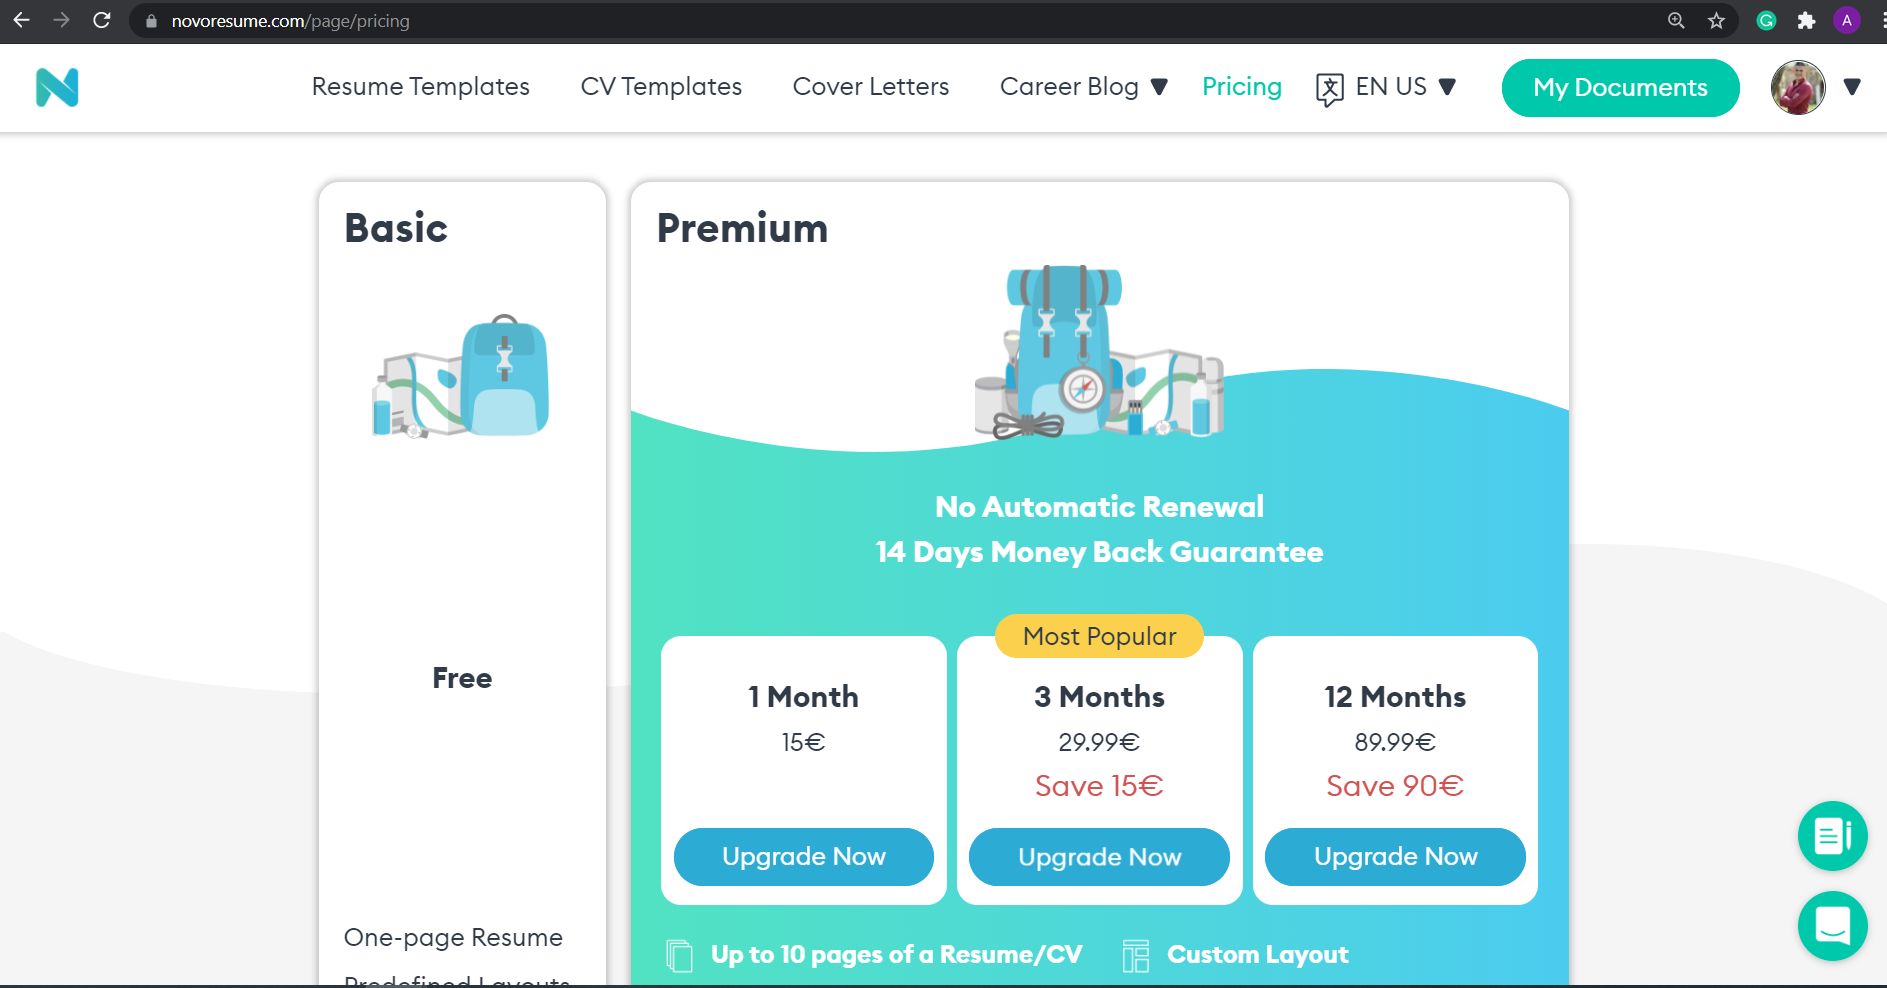 novoresume.com/page/pricing
A
Resume Templates
CV Templates
Cover Letters
Career Blog
Pricing
EN US
My Documents
Basic
Free
One-page Resume
Predefined Layouts
Premium
No Automatic Renewal
14 Days Money Back Guarantee
1 Month
15€
Upgrade Now
Most Popular
3 Months
29.99€
Save 15€
Upgrade Now
12 Months
89.99€
Save 90€
Upgrade Now
Up to 10 pages of a Resume/CV
Custom Layout